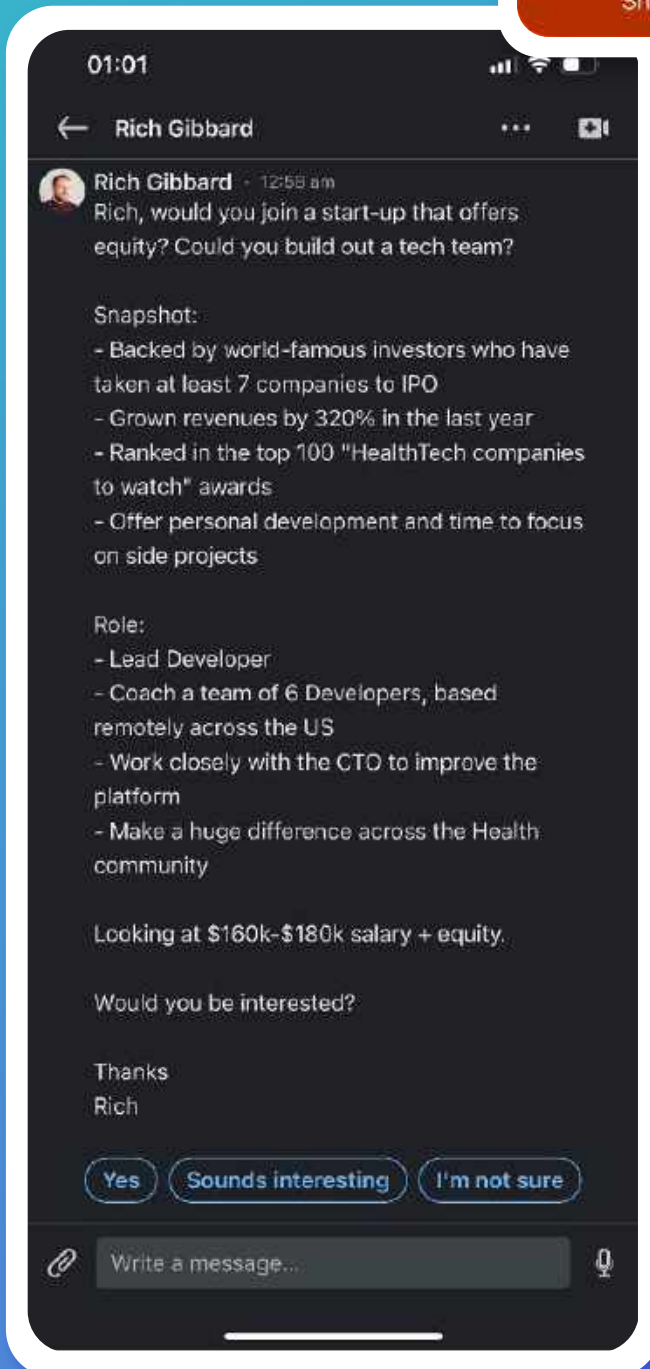 01:01
Rich Gibbard
Rich Gibbard · 12:58 am
Rich, would you join a start-up that offers
equity? Could you build out a tech team?
Snapshot:
- Backed by world-famous investors who have
taken at least 7 companies to IPO
- Grown revenues by 320% in the last year
- Ranked in the top 100 "HealthTech companies
to watch" awards
- Offer personal development and time to focus
on side projects
Role:
- Lead Developer
- Coach a team of 6 Developers, based
remotely across the US
- Work closely with the CTO to improve the
platform
- Make a huge difference across the Health
community
Looking at $160k-$180k salary + equity.
Would you be interested?
Thanks
Rich
Yes Sounds interesting I'm not sure
Write a message...